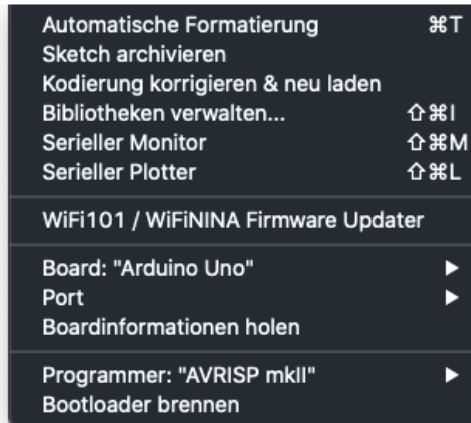 Automatische Formatierung ⌘T
Sketch archivieren
Kodierung korrigieren & neu laden
Bibliotheken verwalten... ⇧⌘I
Serieller Monitor ⇧⌘M
Serieller Plotter ⇧⌘L
WiFi101 / WiFiNINA Firmware Updater
Board: "Arduino Uno" ▶
Port ▶
Boardinformationen holen
Programmer: "AVRISP mkII" ▶
Bootloader brennen